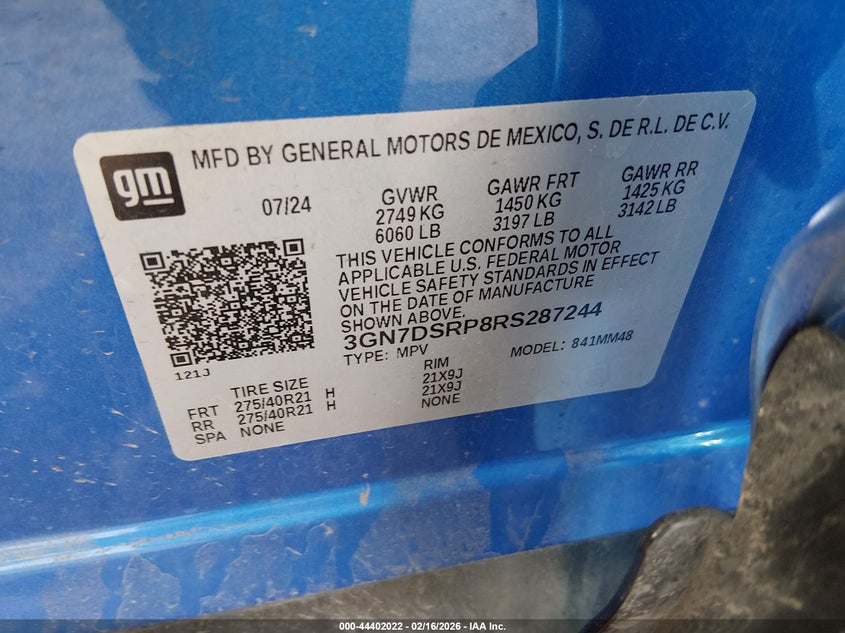 gm
MFD BY GENERAL MOTORS DE MEXICO, S. DE R.L. DE C.V.
07/24
GVWR
2749 KG
6060 LB
GAWR FRT
1450 KG
3197 LB
GAWR RR
1425 KG
3142 LB
THIS VEHICLE CONFORMS TO ALL
APPLICABLE U.S. FEDERAL MOTOR
VEHICLE SAFETY STANDARDS IN EFFECT
ON THE DATE OF MANUFACTURE
SHOWN ABOVE.
3GN7DSRP8RS287244
TYPE: MPV MODEL: 841MM48
121J
TIRE SIZE RIM
FRT 275/40R21 H 21X9J
RR 275/40R21 H 21X9J
SPA NONE NONE
000-44402022 - 02/16/2026 - IAA Inc.